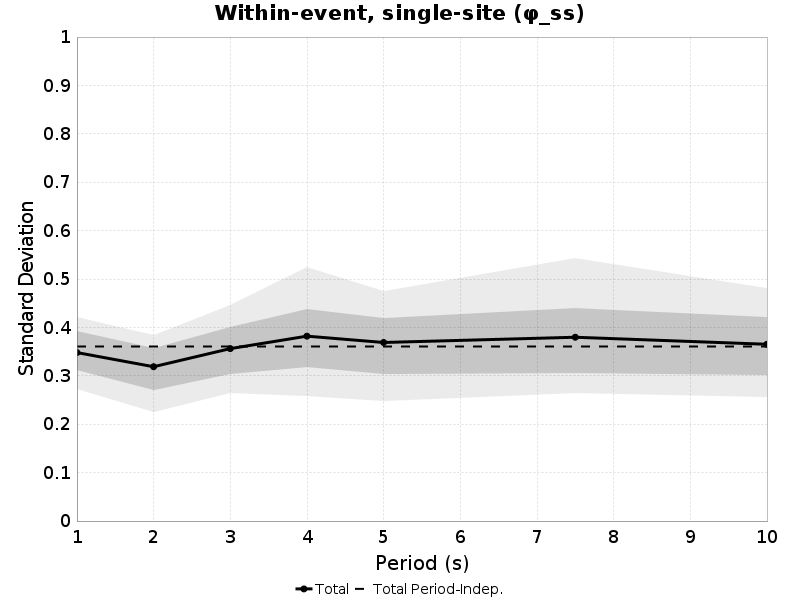 Within-event, single-site (φ_ss)
1
0.9
0.8
0.7
0.6
0.5
0.4
0.3
0.2
0.1
0
Standard Deviation
1 2 3 4 5 6 7 8 9 10
Period (s)
Total Total Period-Indep.